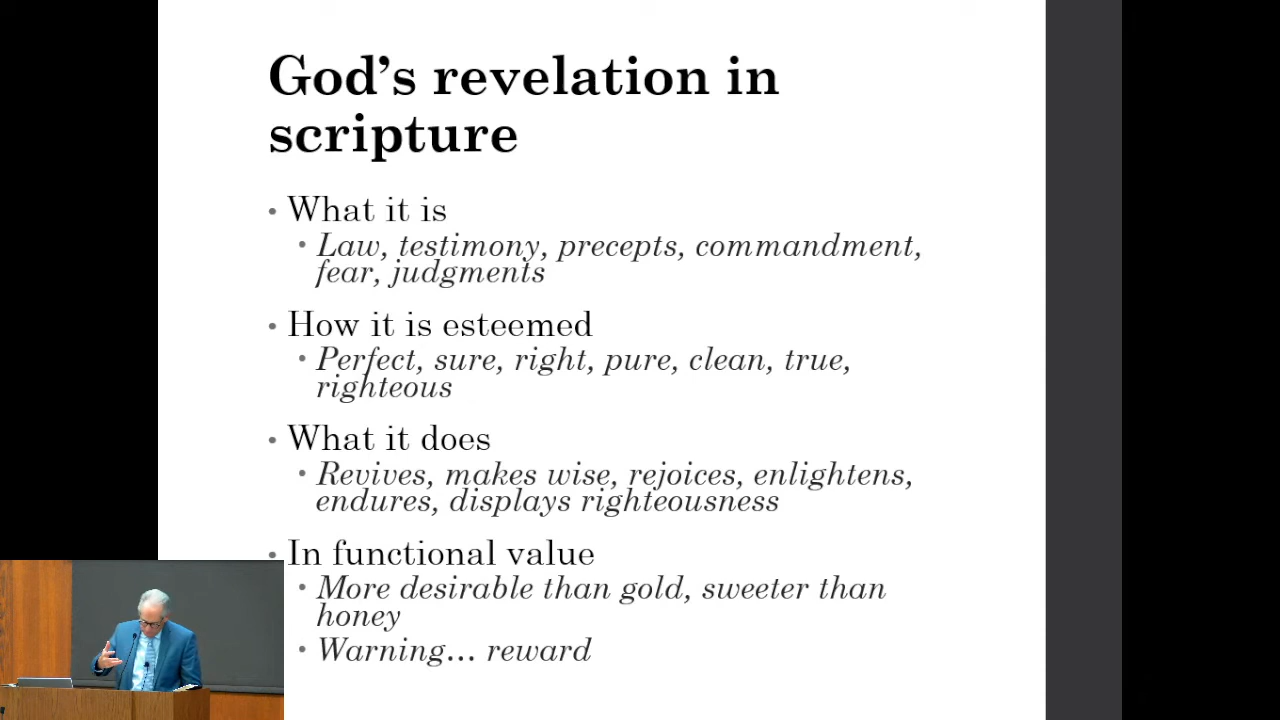 God’s revelation in
scripture
• What it is
• Law, testimony, precepts, commandment,
fear, judgments
• How it is esteemed
• Perfect, sure, right, pure, clean, true,
righteous
• What it does
• Revives, makes wise, rejoices, enlightens,
endures, displays righteousness
• In functional value
• More desirable than gold, sweeter than
honey
• Warning… reward